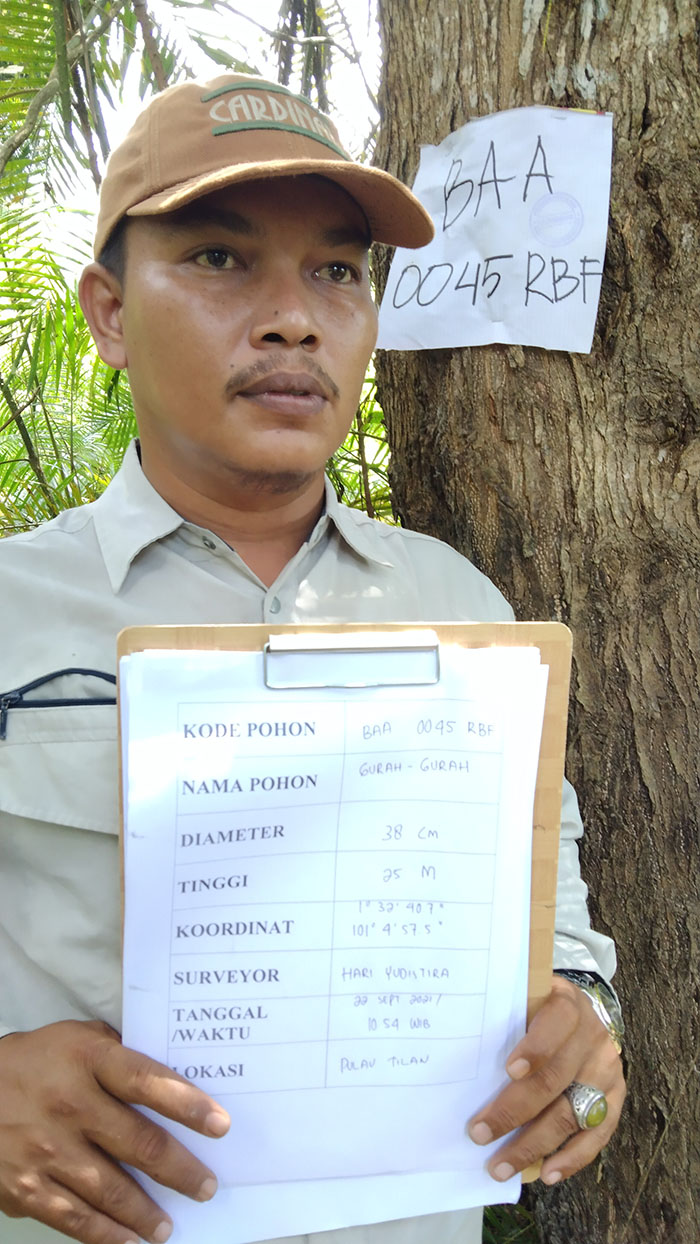 CARDINAL
BAA
0045 RBF
KODE POHON BAA 0045 RBF
NAMA POHON GURAH - GURAH
DIAMETER 38 CM
TINGGI 25 M
KOORDINAT 1° 32' 40.7"
101° 4' 57.5"
SURVEYOR HARI YUDISTIRA
TANGGAL 22 SEPT 2021/
/WAKTU 10.54 WIB
LOKASI PULAU TILAN